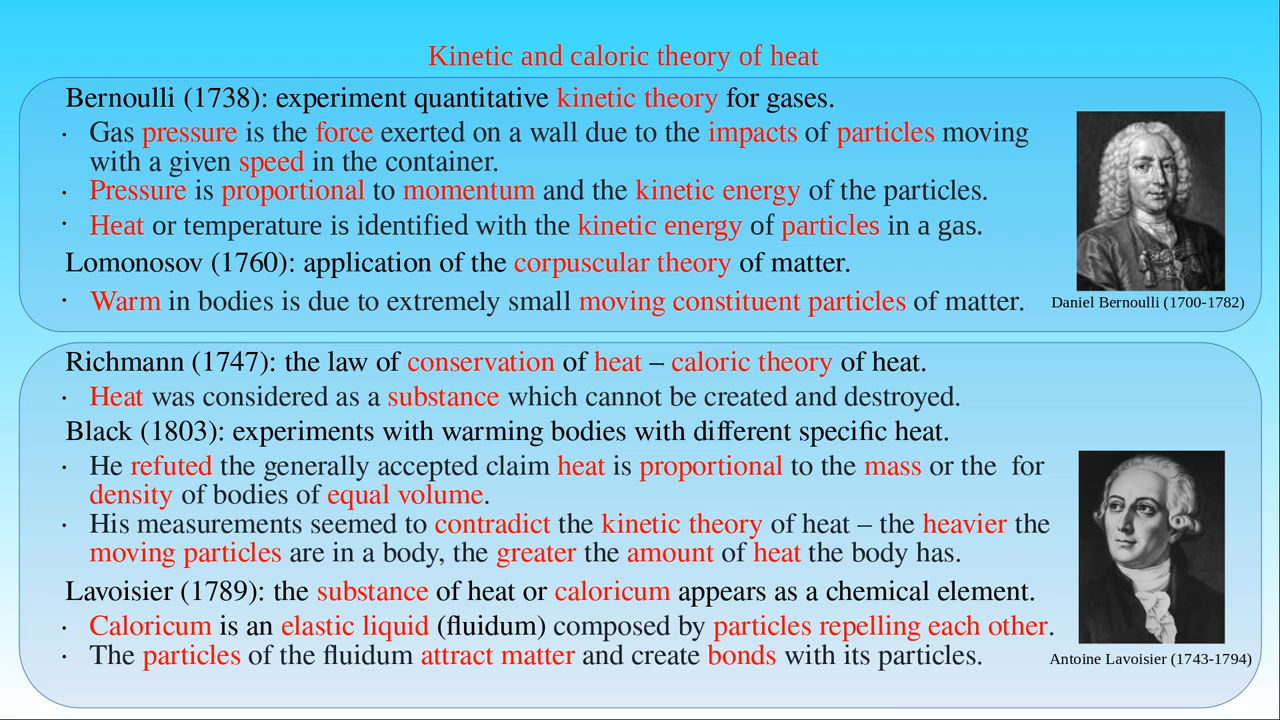 Kinetic and caloric theory of heat
Bernoulli (1738): experiment quantitative kinetic theory for gases.
· Gas pressure is the force exerted on a wall due to the impacts of particles moving
with a given speed in the container.
· Pressure is proportional to momentum and the kinetic energy of the particles.
· Heat or temperature is identified with the kinetic energy of particles in a gas.
Lomonosov (1760): application of the corpuscular theory of matter.
· Warm in bodies is due to extremely small moving constituent particles of matter.
Daniel Bernoulli (1700-1782)
Richmann (1747): the law of conservation of heat – caloric theory of heat.
· Heat was considered as a substance which cannot be created and destroyed.
Black (1803): experiments with warming bodies with different specific heat.
· He refuted the generally accepted claim heat is proportional to the mass or the  for
density of bodies of equal volume.
· His measurements seemed to contradict the kinetic theory of heat – the heavier the
moving particles are in a body, the greater the amount of heat the body has.
Lavoisier (1789): the substance of heat or caloricum appears as a chemical element.
· Caloricum is an elastic liquid (fluidum) composed by particles repelling each other.
· The particles of the fluidum attract matter and create bonds with its particles.
Antoine Lavoisier (1743-1794)